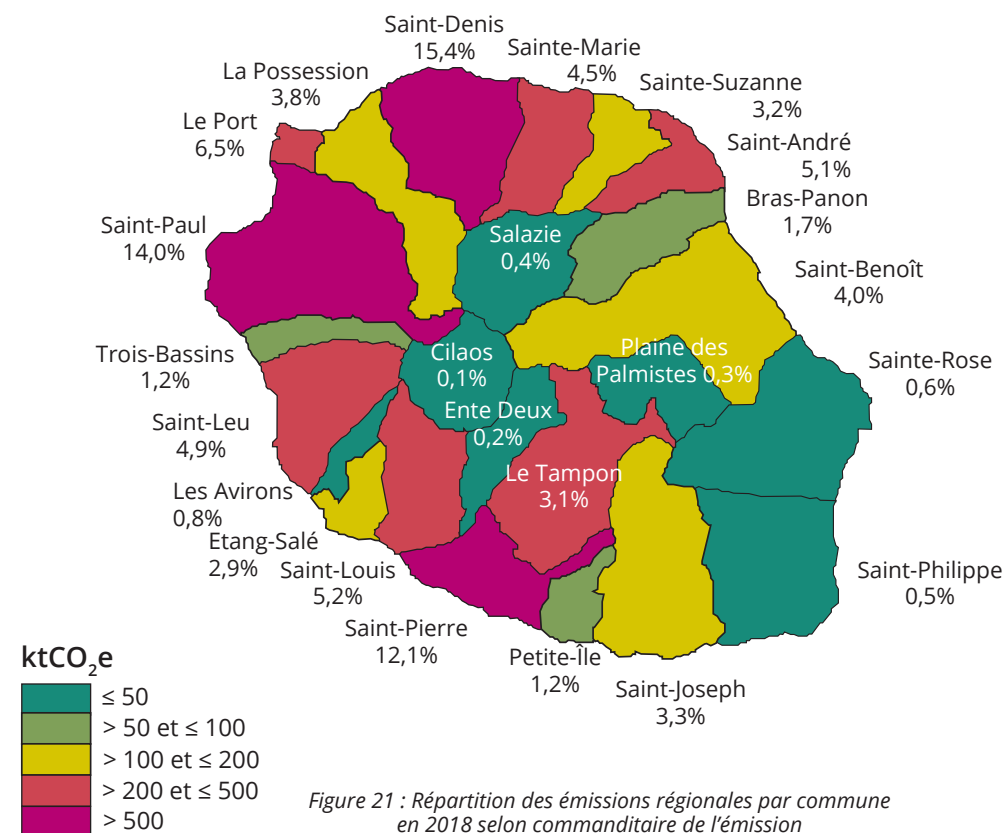 Saint-Denis
15,4%
Sainte-Marie
4,5%
La Possession
3,8%
Sainte-Suzanne
3,2%
Le Port
6,5%
Saint-André
5,1%
Bras-Panon
1,7%
Saint-Paul
14,0%
Salazie
0,4%
Saint-Benoît
4,0%
Trois-Bassins
1,2%
Cilaos
0,1%
Plaine des
Palmistes 0,3%
Sainte-Rose
0,6%
Ente Deux
0,2%
Saint-Leu
4,9%
Le Tampon
3,1%
Les Avirons
0,8%
Etang-Salé
2,9%
Saint-Louis
5,2%
Saint-Philippe
0,5%
Saint-Pierre
12,1%
Petite-Île
1,2%
Saint-Joseph
3,3%
ktCO₂e
≤ 50
> 50 et ≤ 100
> 100 et ≤ 200
> 200 et ≤ 500
> 500
Figure 21 : Répartition des émissions régionales par commune
en 2018 selon commanditaire de l'émission